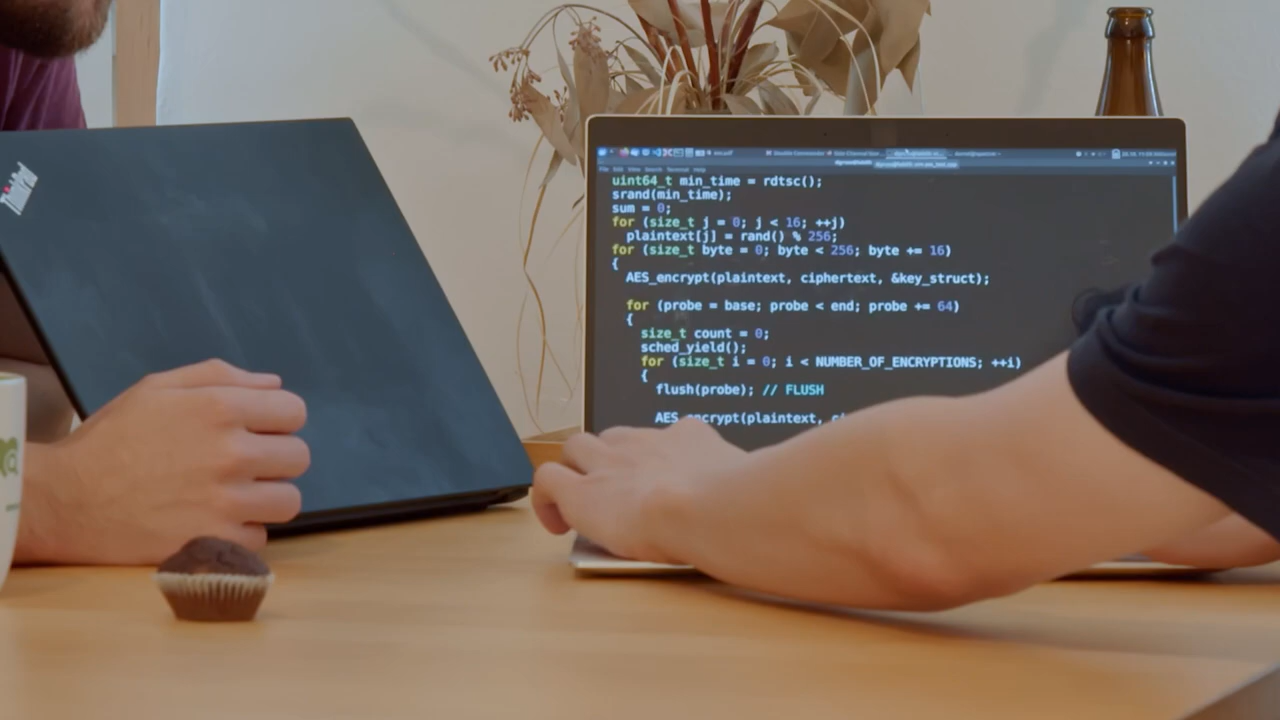 ThinkPad
uint64_t min_time = rdtsc();
srand(min_time);
sum = 0;
for (size_t j = 0; j < 16; ++j)
plaintext[j] = rand() % 256;
for (size_t byte = 0; byte < 256; byte += 16)
{
AES_encrypt(plaintext, ciphertext, &key_struct);
for (probe = base; probe < end; probe += 64)
{
size_t count = 0;
sched_yield();
for (size_t i = 0; i < NUMBER_OF_ENCRYPTIONS; ++i)
{
flush(probe); // FLUSH
AES_encrypt(plaintext,